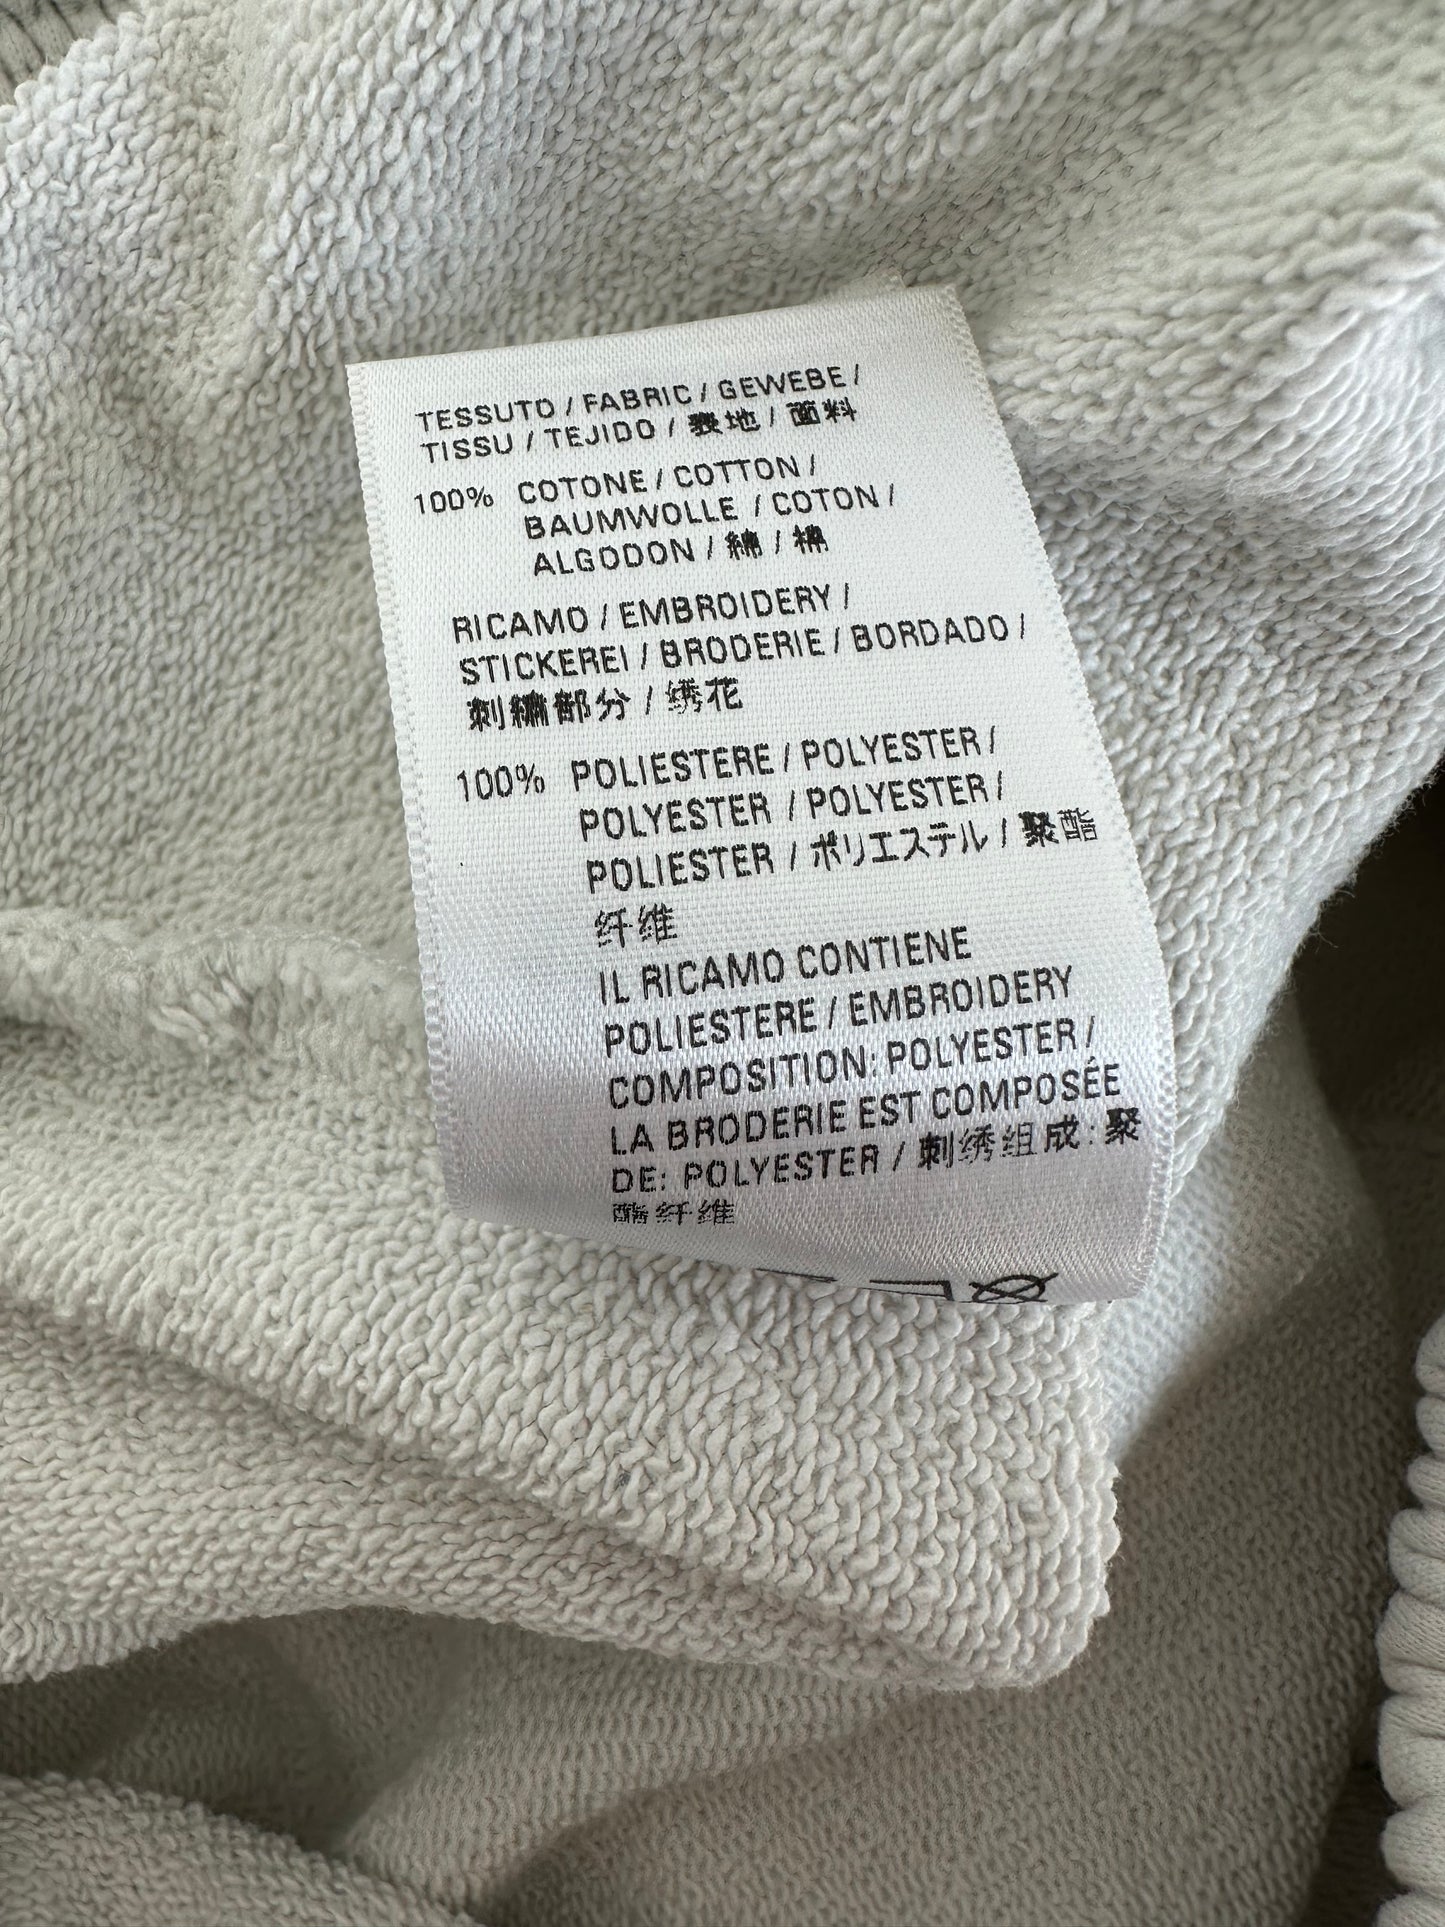 TESSUTO / FABRIC / GEWEBE /
TISSU / TEJIDO / 表地 / 面料
100% COTONE / COTTON /
BAUMWOLLE / COTON /
ALGODON / 綿 / 棉
RICAMO / EMBROIDERY /
STICKEREI / BRODERIE / BORDADO /
刺繍部分 / 绣花
100% POLIESTERE / POLYESTER /
POLYESTER / POLYESTER /
POLIESTER / ポリエステル / 聚酯
纤维
IL RICAMO CONTIENE
POLIESTERE / EMBROIDERY
COMPOSITION: POLYESTER /
LA BRODERIE EST COMPOSÉE
DE: POLYESTER / 刺绣组成: 聚
酯纤维